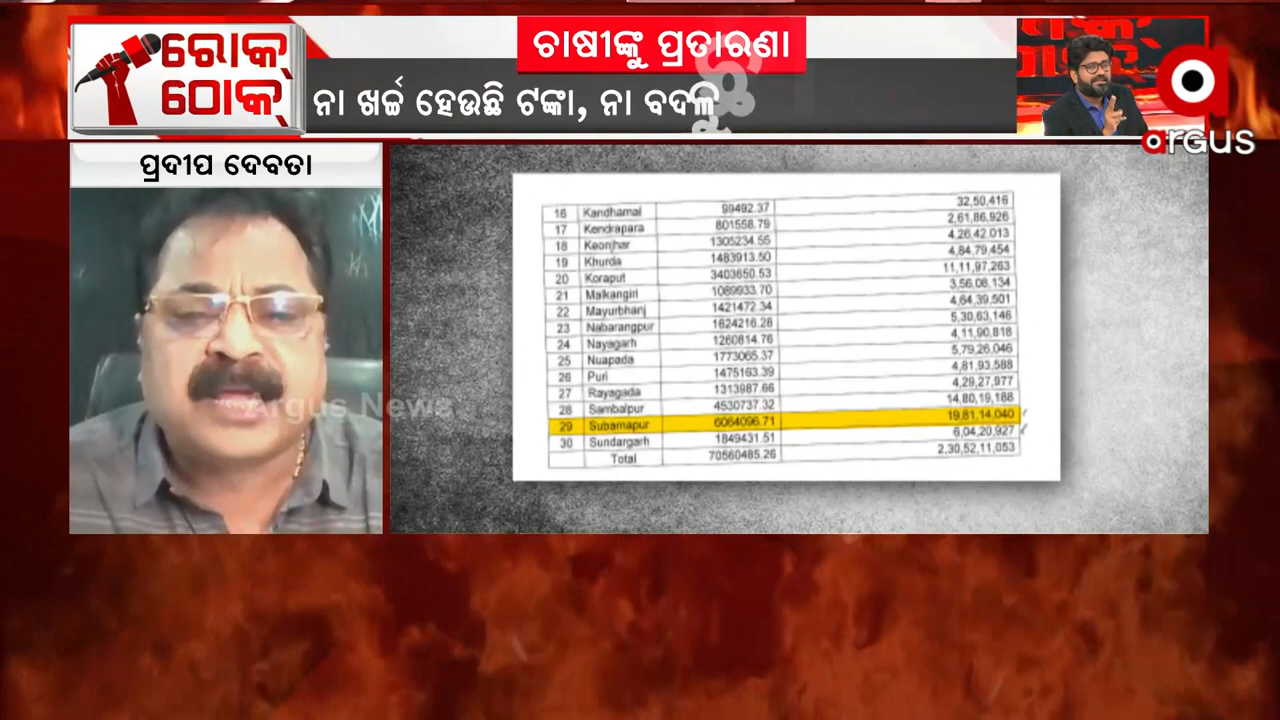 ରୋକ୍
ଠୋକ୍
ଚାଷୀଙ୍କୁ ପ୍ରତାରଣା
ନା ଖର୍ଚ୍ଚ ହେଉଛି ଟଙ୍କା, ନା ବଦଳୁ
argus
ପ୍ରଦୀପ ଦେବତା
Argus News
16 Kandhamal 99492.37 32,50,416
17 Kendrapara 801558.79 2,61,86,926
18 Keonjhar 1305234.55 4,26,42,013
19 Khurda 1483913.50 4,84,79,454
20 Koraput 3403650.53 11,11,97,263
21 Malkangiri 1089933.70 3,56,08,134
22 Mayurbhanj 1421472.34 4,64,39,501
23 Nabarangpur 1624216.28 5,30,63,146
24 Nayagarh 1260814.76 4,11,90,818
25 Nuapada 1773065.37 5,79,26,046
26 Puri 1475163.39 4,81,93,588
27 Rayagada 1313987.66 4,29,27,977
28 Sambalpur 4530737.32 14,80,19,188
29 Subarnapur 6064096.71 19,81,14,040
30 Sundargarh 1849431.51 6,04,20,927
Total 70560485.26 2,30,52,11,053